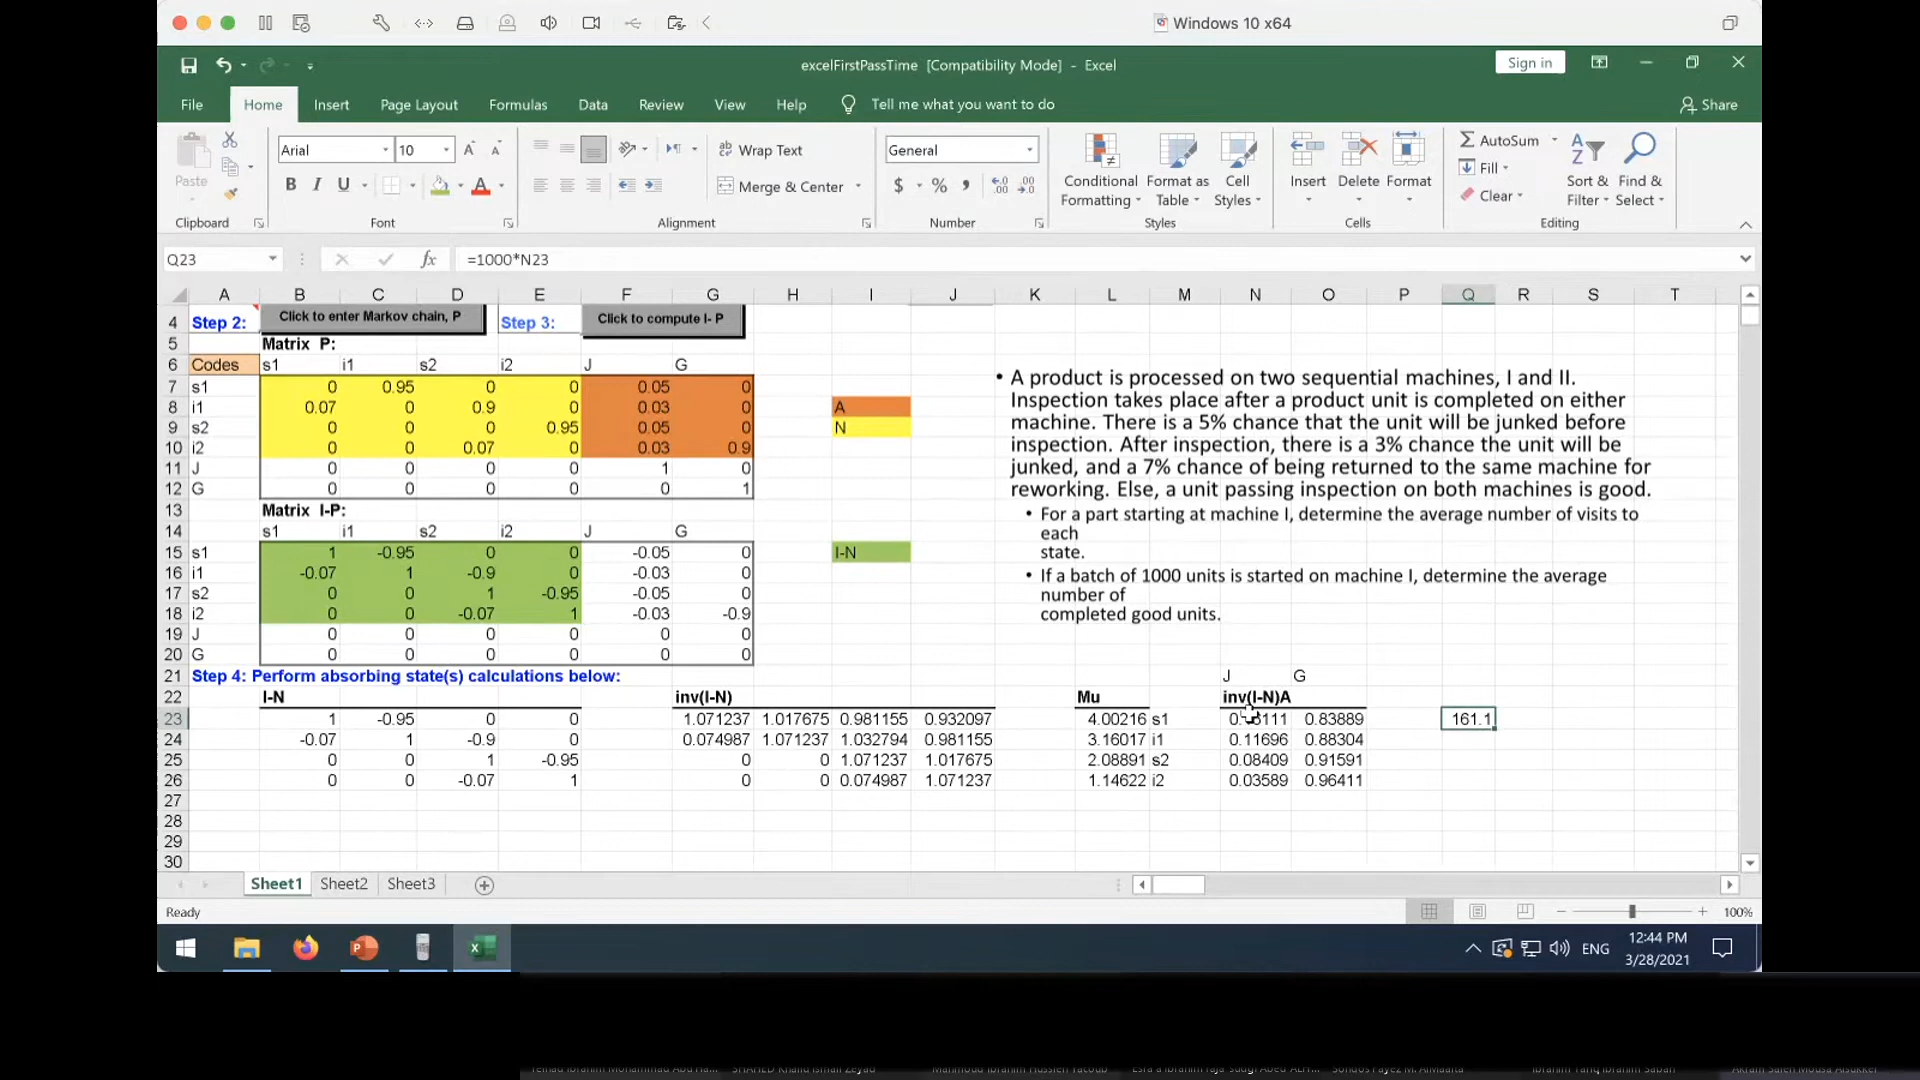 Windows 10 x64
excelFirstPassTime [Compatibility Mode] - Excel
Sign in
File Home Insert Page Layout Formulas Data Review View Help Tell me what you want to do Share
Paste
Arial 10
Wrap Text
General
Conditional Formatting
Format as Table
Cell Styles
Insert Delete Format
AutoSum
Fill
Clear
Sort & Filter
Find & Select
B I U
Merge & Center
$ % ,
Clipboard Font Alignment Number Styles Cells Editing
Q23 fx =1000*N23
A B C D E F G H I J K L M N O P Q R S T
4 Step 2: Click to enter Markov chain, P Step 3: Click to compute I- P
5 Matrix P:
6 Codes s1 i1 s2 i2 J G
7 s1 0 0.95 0 0 0.05 0
8 i1 0.07 0 0.9 0 0.03 0 A
9 s2 0 0 0 0.95 0.05 0 N
10 i2 0 0 0.07 0 0.03 0.9
11 J 0 0 0 0 1 0
12 G 0 0 0 0 0 1
13 Matrix I-P:
14 s1 i1 s2 i2 J G
15 s1 1 -0.95 0 0 -0.05 0 I-N
16 i1 -0.07 1 -0.9 0 -0.03 0
17 s2 0 0 1 -0.95 -0.05 0
18 i2 0 0 -0.07 1 -0.03 -0.9
19 J 0 0 0 0 0 0
20 G 0 0 0 0 0 0
• A product is processed on two sequential machines, I and II.
Inspection takes place after a product unit is completed on either
machine. There is a 5% chance that the unit will be junked before
inspection. After inspection, there is a 3% chance the unit will be
junked, and a 7% chance of being returned to the same machine for
reworking. Else, a unit passing inspection on both machines is good.
• For a part starting at machine I, determine the average number of visits to
each
state.
• If a batch of 1000 units is started on machine I, determine the average
number of
completed good units.
21 Step 4: Perform absorbing state(s) calculations below: J G
22 I-N inv(I-N) Mu inv(I-N)A
23 1 -0.95 0 0 1.071237 1.017675 0.981155 0.932097 4.00216 s1 0.83889 161.1
24 -0.07 1 -0.9 0 0.074987 1.071237 1.032794 0.981155 3.16017 i1 0.11696 0.88304
25 0 0 1 -0.95 0 0 1.071237 1.017675 2.08891 s2 0.08409 0.91591
26 0 0 -0.07 1 0 0 0.074987 1.071237 1.14622 i2 0.03589 0.96411
27
28
29
30
Sheet1 Sheet2 Sheet3
Ready 100%
ENG
12:44 PM
3/28/2021